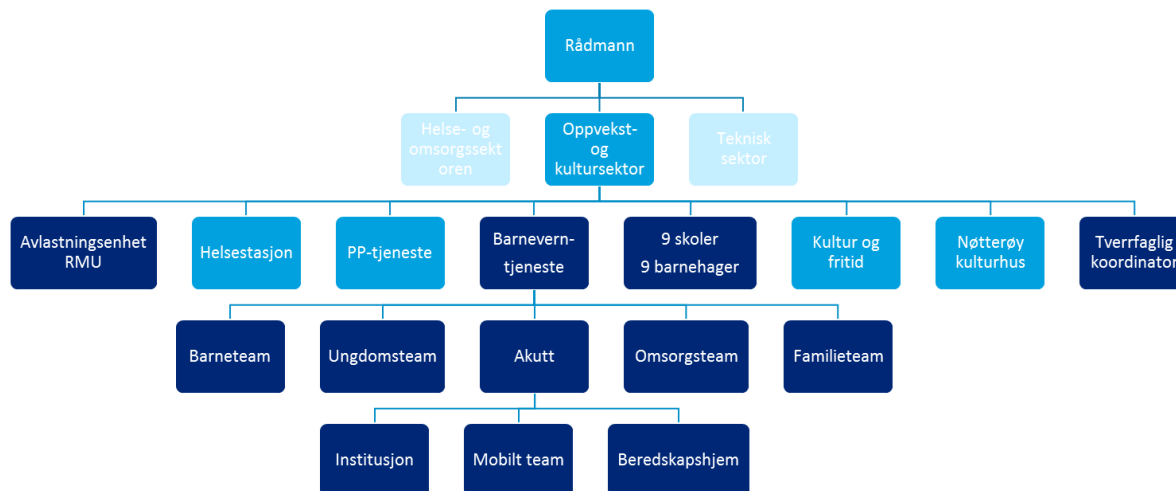 Rådmann
Helse- og
omsorgssekt
oren
Oppvekst-
og
kultursektor
Teknisk
sektor
Avlastningsenhet
RMU
Helsestasjon
PP-tjeneste
Barnevern-
tjeneste
9 skoler
9 barnehager
Kultur og
fritid
Nøtterøy
kulturhus
Tverrfaglig
koordinator
Barneteam
Ungdomsteam
Akutt
Omsorgsteam
Familieteam
Institusjon
Mobilt team
Beredskapshjem